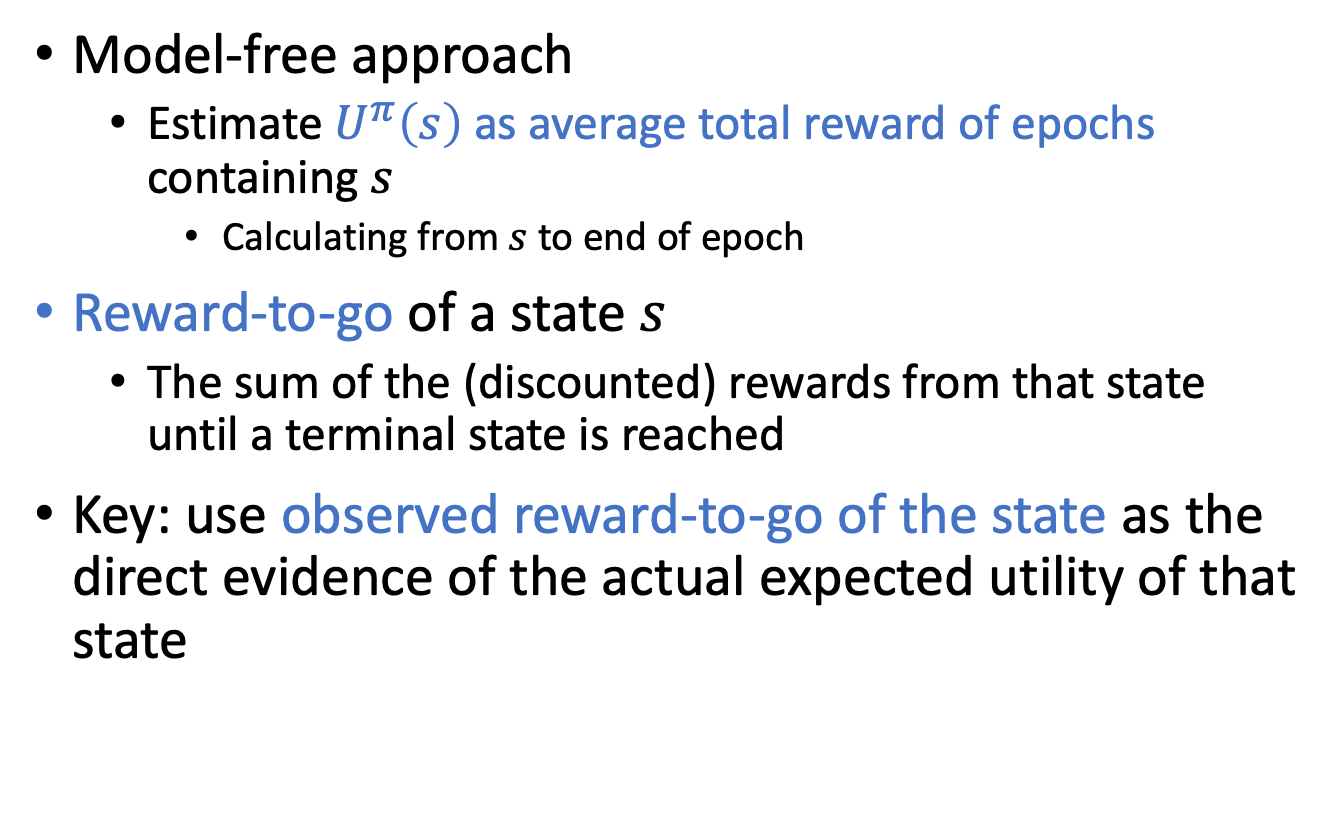 • Model-free approach
• Estimate U^π(s) as average total reward of epochs
containing s
• Calculating from s to end of epoch
• Reward-to-go of a state s
• The sum of the (discounted) rewards from that state
until a terminal state is reached
• Key: use observed reward-to-go of the state as the
direct evidence of the actual expected utility of that
state